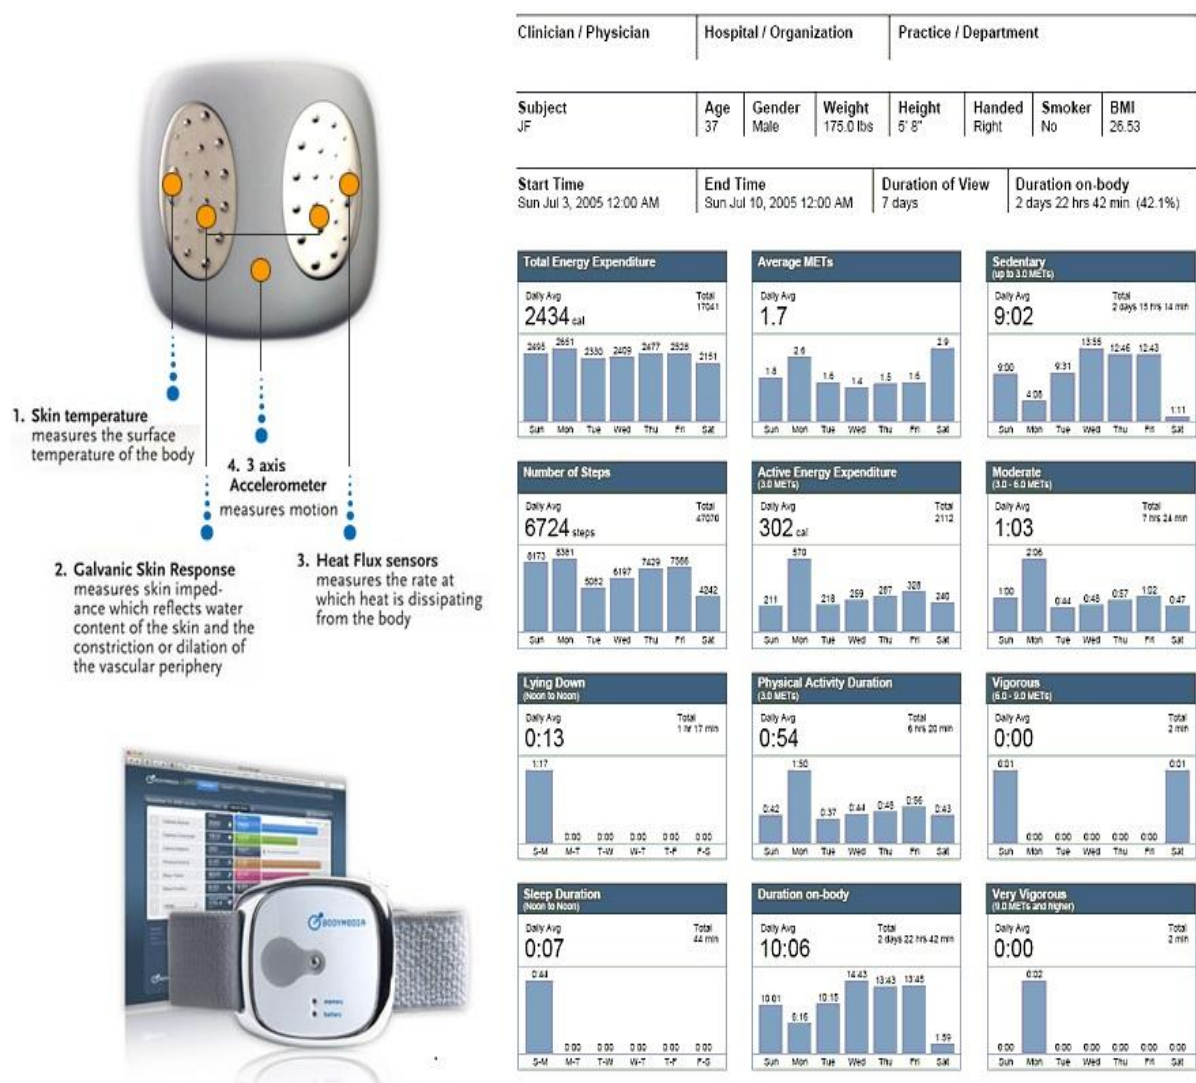 1. Skin temperature
measures the surface
temperature of the body
4. 3 axis
Accelerometer
measures motion
2. Galvanic Skin Response
measures skin imped-
ance which reflects water
content of the skin and the
constriction or dilation of
the vascular periphery
3. Heat Flux sensors
measures the rate at
which heat is dissipating
from the body
BODYMEDIA
memory
battery
Clinician / Physician Hospital / Organization Practice / Department
Subject Age Gender Weight Height Handed Smoker BMI
JF 37 Male 175.0 lbs 5' 8" Right No 26.53
Start Time End Time Duration of View Duration on-body
Sun Jul 3, 2005 12:00 AM Sun Jul 10, 2005 12:00 AM 7 days 2 days 22 hrs 42 min (42.1%)
Total Energy Expenditure
Daily Avg Total
2434 cal 17041
2495 2651 2330 2409 2477 2528 2151
Sun Mon Tue Wed Thu Fri Sat
Average METs
Daily Avg
1.7
1.8 2.6 1.6 1.4 1.5 1.6 2.9
Sun Mon Tue Wed Thu Fri Sat
Sedentary
(up to 3.0 METs)
Daily Avg Total
9:02 2 days 15 hrs 14 min
9:00 4:08 9:31 13:55 12:46 12:43 1:11
Sun Mon Tue Wed Thu Fri Sat
Number of Steps
Daily Avg Total
6724 steps 47070
8173 8381 5082 6197 7429 7566 4242
Sun Mon Tue Wed Thu Fri Sat
Active Energy Expenditure
(3.0 METs)
Daily Avg Total
302 cal 2112
211 570 218 259 287 328 240
Sun Mon Tue Wed Thu Fri Sat
Moderate
(3.0 - 6.0 METs)
Daily Avg Total
1:03 7 hrs 24 min
1:00 2:06 0:44 0:48 0:57 1:02 0:47
Sun Mon Tue Wed Thu Fri Sat
Lying Down
(Noon to Noon)
Daily Avg Total
0:13 1 hr 17 min
1:17 0:00 0:00 0:00 0:00 0:00
S-M M-T T-W W-T T-F F-S
Physical Activity Duration
(3.0 METs)
Daily Avg Total
0:54 6 hrs 20 min
0:42 1:50 0:37 0:44 0:48 0:56 0:43
Sun Mon Tue Wed Thu Fri Sat
Vigorous
(6.0 - 9.0 METs)
Daily Avg Total
0:00 2 min
0:01 0:00 0:00 0:00 0:00 0:00 0:01
Sun Mon Tue Wed Thu Fri Sat
Sleep Duration
(Noon to Noon)
Daily Avg Total
0:07 44 min
0:44 0:00 0:00 0:00 0:00 0:00
S-M M-T T-W W-T T-F F-S
Duration on-body
Daily Avg Total
10:06 2 days 22 hrs 42 min
10:01 6:16 10:15 14:43 13:43 13:45 1:59
Sun Mon Tue Wed Thu Fri Sat
Very Vigorous
(9.0 METs and higher)
Daily Avg Total
0:00 2 min
0:00 0:02 0:00 0:00 0:00 0:00 0:00
Sun Mon Tue Wed Thu Fri Sat